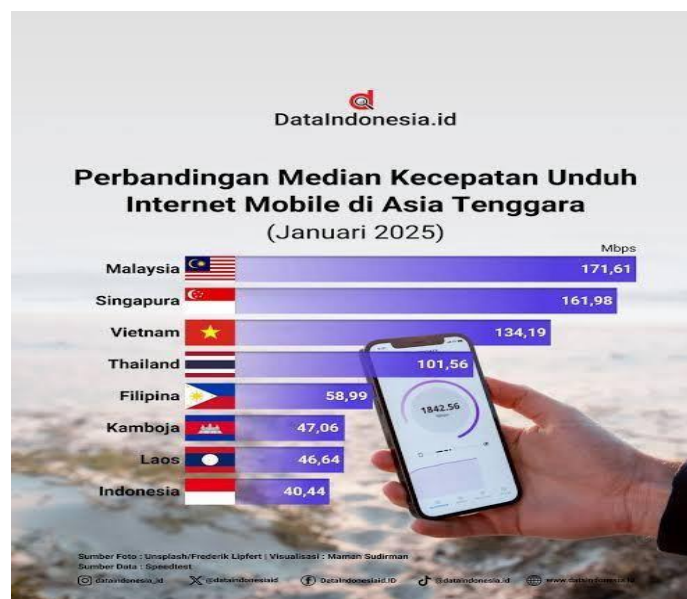 DataIndonesia.id
Perbandingan Median Kecepatan Unduh
Internet Mobile di Asia Tenggara
(Januari 2025)
Mbps
Malaysia 171,61
Singapura 161,98
Vietnam 134,19
Thailand 101,56
Filipina 58,99
Kamboja 47,06
Laos 46,64
Indonesia 40,44
1842.56
Sumber Foto : Unsplash/Frederik Lipfert | Visualisasi : Maman Sudirman
Sumber Data : Speedtest
dataindonesia_id @dataindonesiaid DataIndonesiaid.ID @dataindonesia.id www.dataindonesia.id